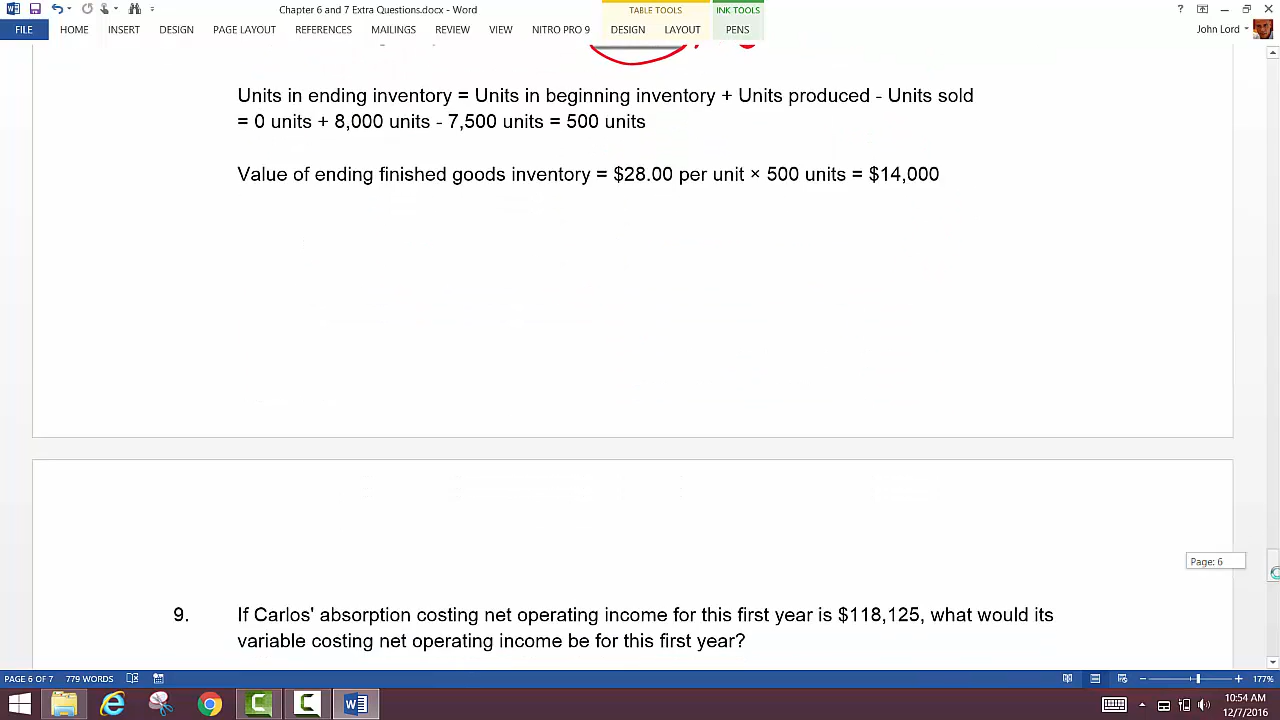 Chapter 6 and 7 Extra Questions.docx - Word
TABLE TOOLS
INK TOOLS
?
FILE
HOME
INSERT
DESIGN
PAGE LAYOUT
REFERENCES
MAILINGS
REVIEW
VIEW
NITRO PRO 9
DESIGN
LAYOUT
PENS
John Lord
Units in ending inventory = Units in beginning inventory + Units produced - Units sold
= 0 units + 8,000 units - 7,500 units = 500 units
Value of ending finished goods inventory = $28.00 per unit × 500 units = $14,000
Page: 6
9. If Carlos' absorption costing net operating income for this first year is $118,125, what would its
variable costing net operating income be for this first year?
PAGE 6 OF 7
779 WORDS
177%
10:54 AM
12/7/2016